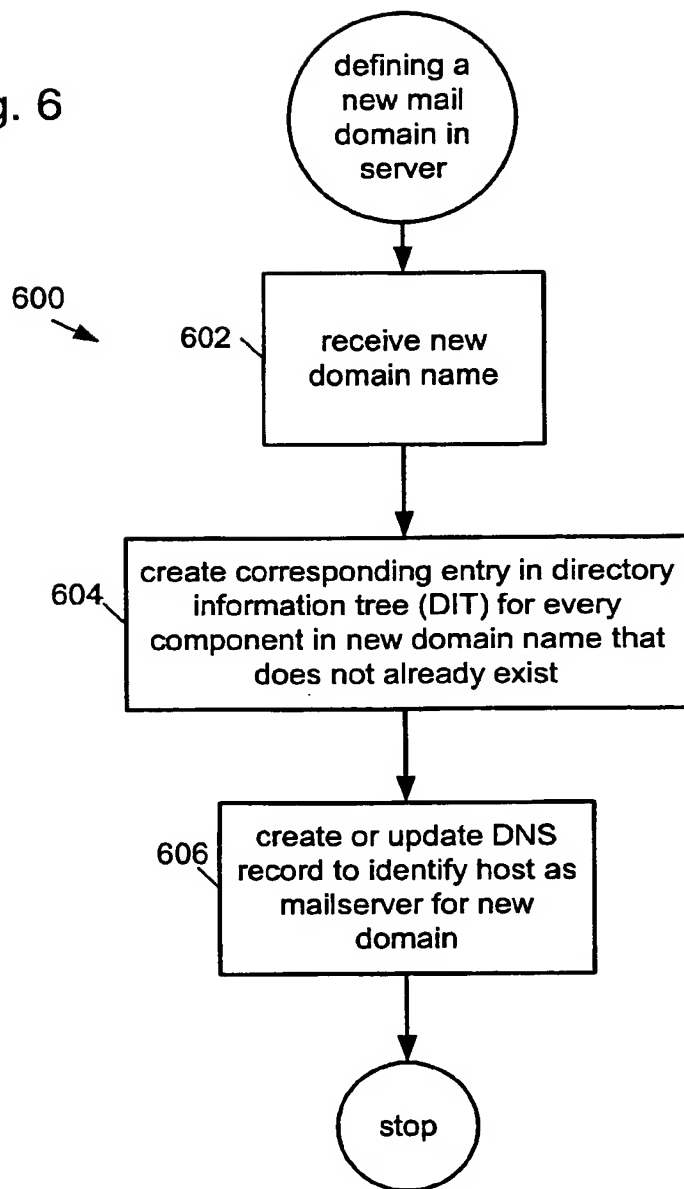 g. 6
defining a
new mail
domain in
server
600
602
receive new
domain name
604
create corresponding entry in directory
information tree (DIT) for every
component in new domain name that
does not already exist
606
create or update DNS
record to identify host as
mailserver for new
domain
stop